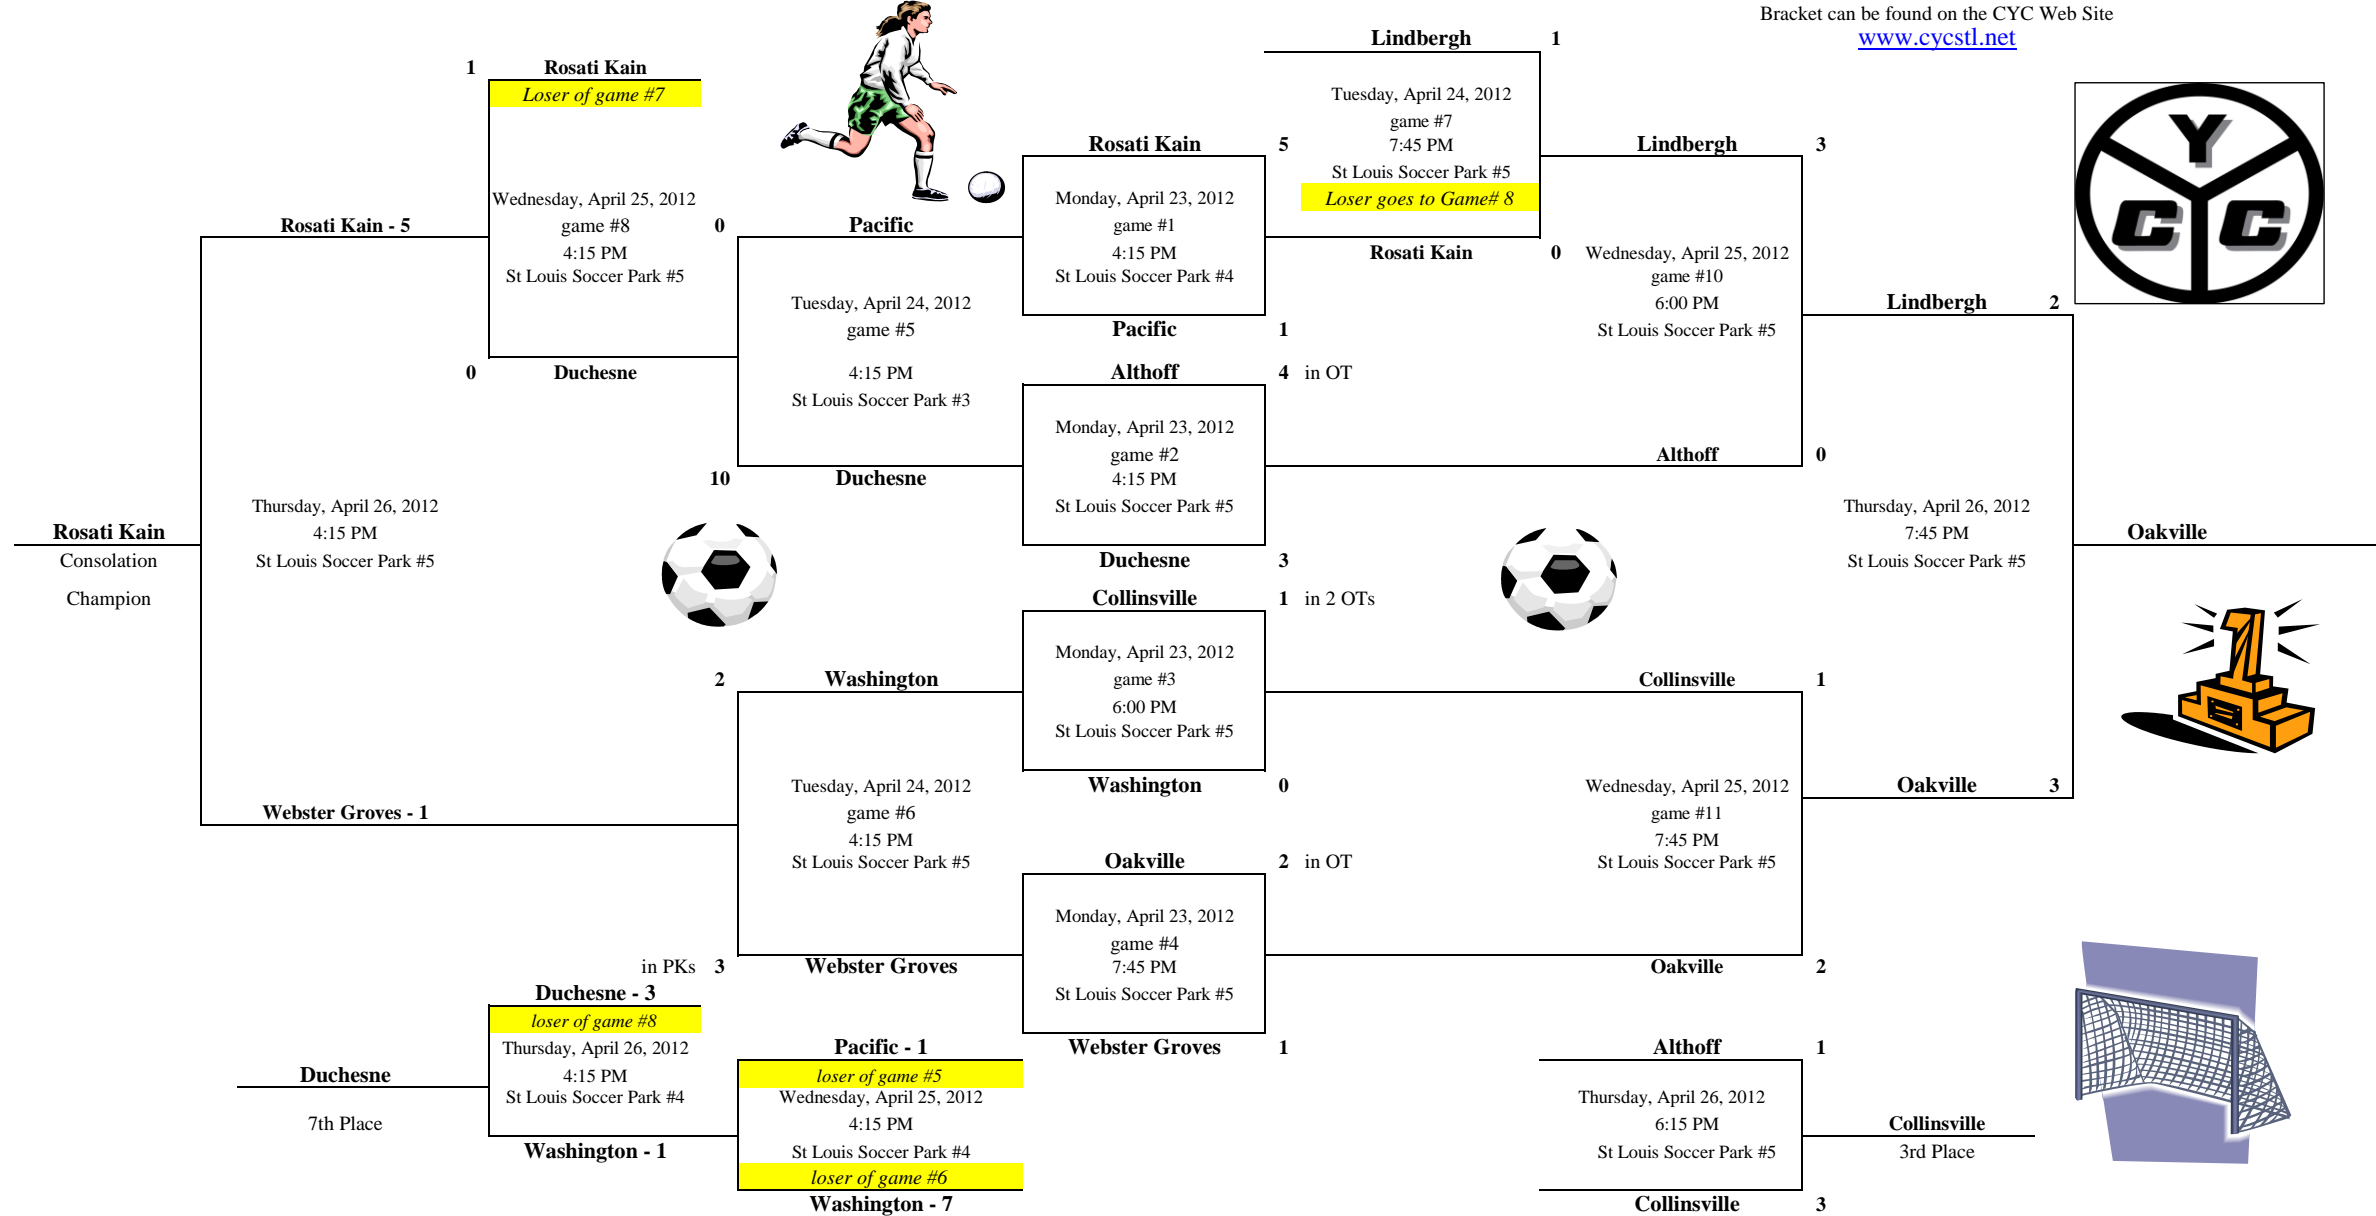 Bracket can be found on the CYC Web Site
www.cycstl.net
Lindbergh 1
1 Rosati Kain
Loser of game #7
Tuesday, April 24, 2012
game #7
7:45 PM
St Louis Soccer Park #5
Loser goes to Game# 8
Rosati Kain 0
Y
C C
Rosati Kain 5
Monday, April 23, 2012
game #1
4:15 PM
St Louis Soccer Park #4
Pacific 1
Lindbergh 3
Wednesday, April 25, 2012
game #10
6:00 PM
St Louis Soccer Park #5
Althoff 0
Wednesday, April 25, 2012
game #8
4:15 PM
St Louis Soccer Park #5
0 Duchesne
Rosati Kain - 5
0 Pacific
Tuesday, April 24, 2012
game #5
4:15 PM
St Louis Soccer Park #3
10 Duchesne
Althoff 4 in OT
Monday, April 23, 2012
game #2
4:15 PM
St Louis Soccer Park #5
Duchesne 3
Lindbergh 2
Thursday, April 26, 2012
7:45 PM
St Louis Soccer Park #5
Oakville 3
Oakville
Rosati Kain
Consolation
Champion
Thursday, April 26, 2012
4:15 PM
St Louis Soccer Park #5
Webster Groves - 1
Collinsville 1 in 2 OTs
Monday, April 23, 2012
game #3
6:00 PM
St Louis Soccer Park #5
Washington 0
2 Washington
Tuesday, April 24, 2012
game #6
4:15 PM
St Louis Soccer Park #5
in PKs 3 Webster Groves
Oakville 2 in OT
Monday, April 23, 2012
game #4
7:45 PM
St Louis Soccer Park #5
Webster Groves 1
Collinsville 1
Wednesday, April 25, 2012
game #11
7:45 PM
St Louis Soccer Park #5
Oakville 2
1
Duchesne - 3
loser of game #8
Thursday, April 26, 2012
4:15 PM
St Louis Soccer Park #4
Washington - 1
Duchesne
7th Place
Pacific - 1
loser of game #5
Wednesday, April 25, 2012
4:15 PM
St Louis Soccer Park #4
loser of game #6
Washington - 7
Althoff 1
Thursday, April 26, 2012
6:15 PM
St Louis Soccer Park #5
Collinsville 3
Collinsville
3rd Place